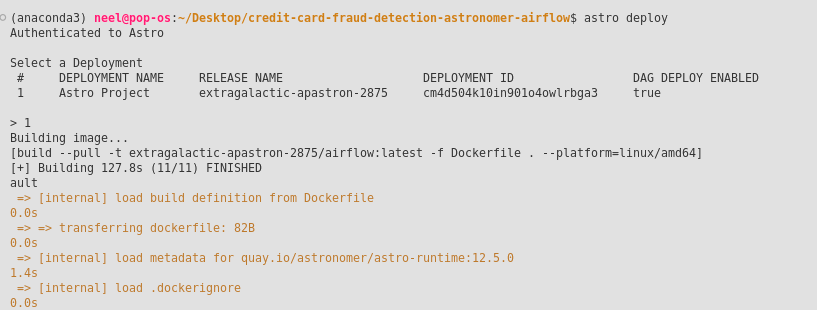 (anaconda3) neel@pop-os:~/Desktop/credit-card-fraud-detection-astronomer-airflow$ astro deploy
Authenticated to Astro
Select a Deployment
# DEPLOYMENT NAME RELEASE NAME DEPLOYMENT ID DAG DEPLOY ENABLED
1 Astro Project extragalactic-apastron-2875 cm4d504k10in901o4owlrbga3 true
> 1
Building image...
[build --pull -t extragalactic-apastron-2875/airflow:latest -f Dockerfile . --platform=linux/amd64]
[+] Building 127.8s (11/11) FINISHED
ault
=> [internal] load build definition from Dockerfile
0.0s
=> => transferring dockerfile: 82B
0.0s
=> [internal] load metadata for quay.io/astronomer/astro-runtime:12.5.0
1.4s
=> [internal] load .dockerignore
0.0s